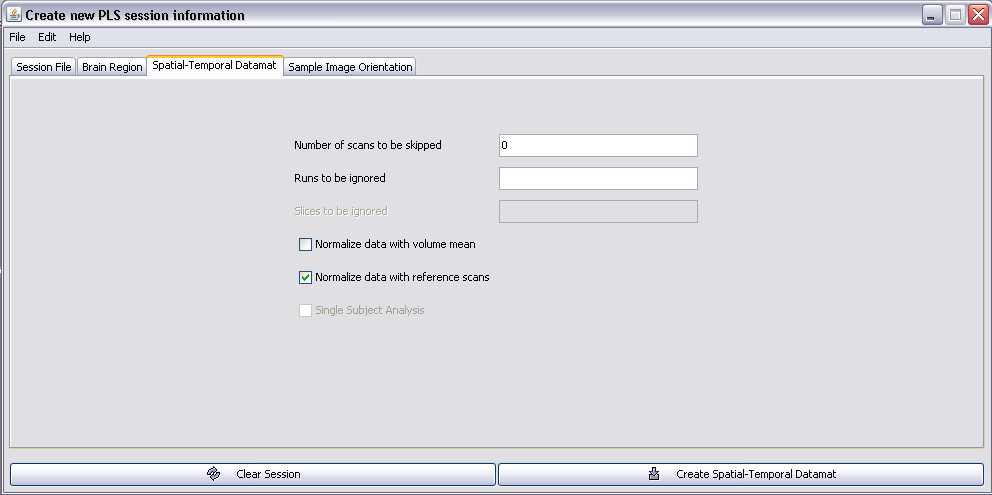 Create new PLS session information
File Edit Help
Session File Brain Region Spatial-Temporal Datamat Sample Image Orientation
Number of scans to be skipped 0
Runs to be ignored
Slices to be ignored
Normalize data with volume mean
Normalize data with reference scans
Single Subject Analysis
Clear Session Create Spatial-Temporal Datamat